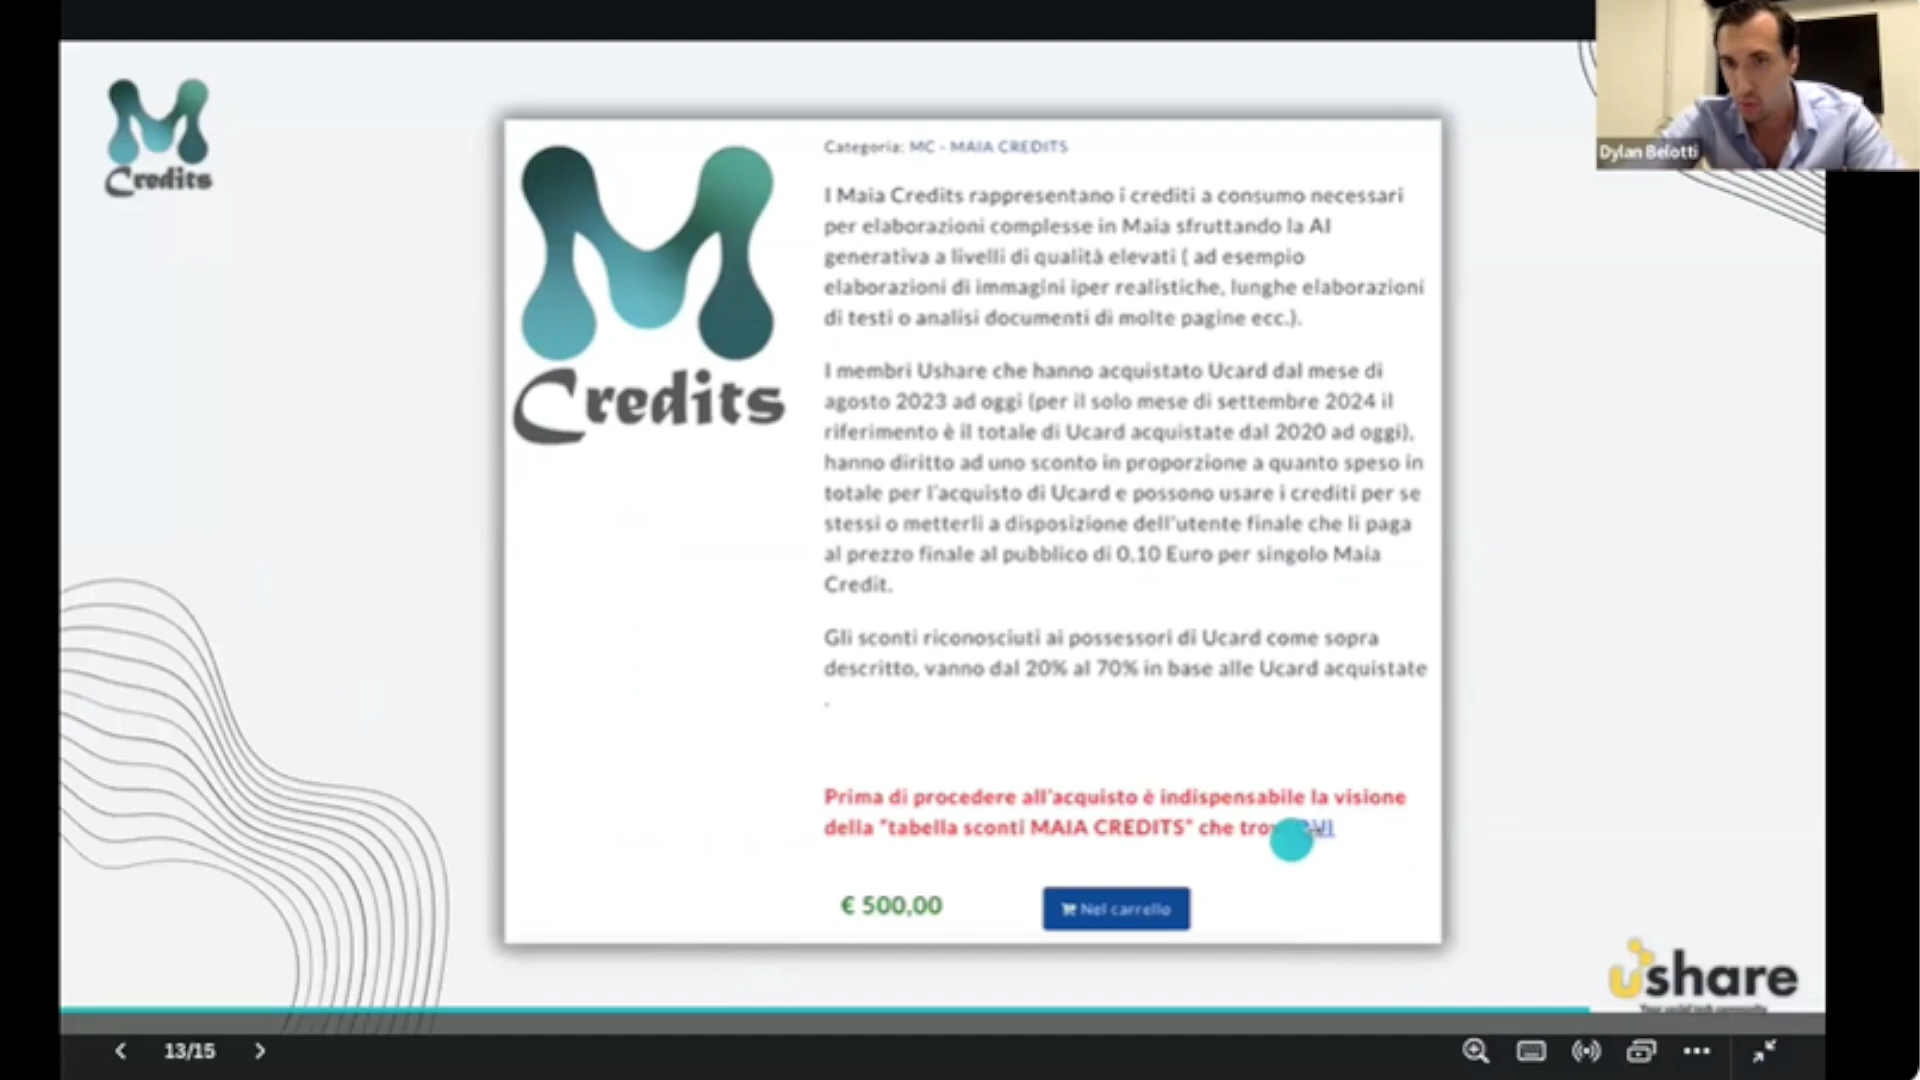 Credits
Dylan Belotti
Credits
Categoria: MC - MAIA CREDITS
I Maia Credits rappresentano i crediti a consumo necessari
per elaborazioni complesse in Maia sfruttando la AI
generativa a livelli di qualità elevati ( ad esempio
elaborazioni di immagini iper realistiche, lunghe elaborazioni
di testi o analisi documenti di molte pagine ecc.).
I membri Ushare che hanno acquistato Ucard dal mese di
agosto 2023 ad oggi (per il solo mese di settembre 2024 il
riferimento è il totale di Ucard acquistate dal 2020 ad oggi),
hanno diritto ad uno sconto in proporzione a quanto speso in
totale per l'acquisto di Ucard e possono usare i crediti per se
stessi o metterli a disposizione dell'utente finale che li paga
al prezzo finale al pubblico di 0,10 Euro per singolo Maia
Credit.
Gli sconti riconosciuti ai possessori di Ucard come sopra
descritto, vanno dal 20% al 70% in base alle Ucard acquistate
.
Prima di procedere all'acquisto è indispensabile la visione
della "tabella sconti MAIA CREDITS" che
€ 500,00
Nel carrello
ushare
13/15